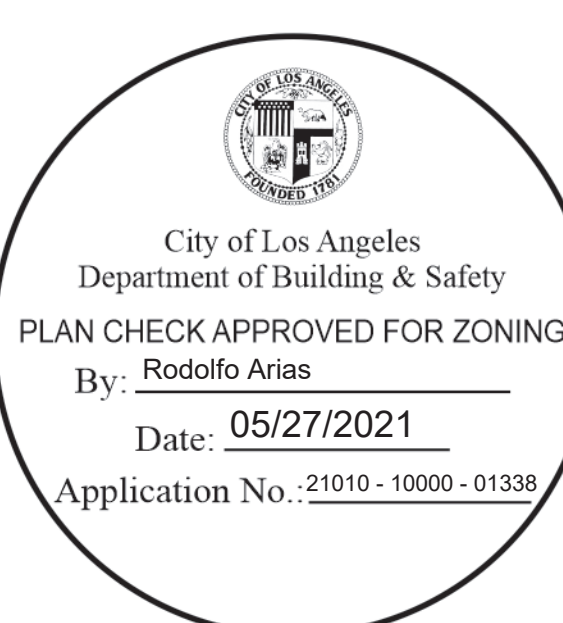 CITY OF LOS ANGELES
FOUNDED 1781
City of Los Angeles
Department of Building & Safety
PLAN CHECK APPROVED FOR ZONING
By: Rodolfo Arias
Date: 05/27/2021
Application No.: 21010 - 10000 - 01338